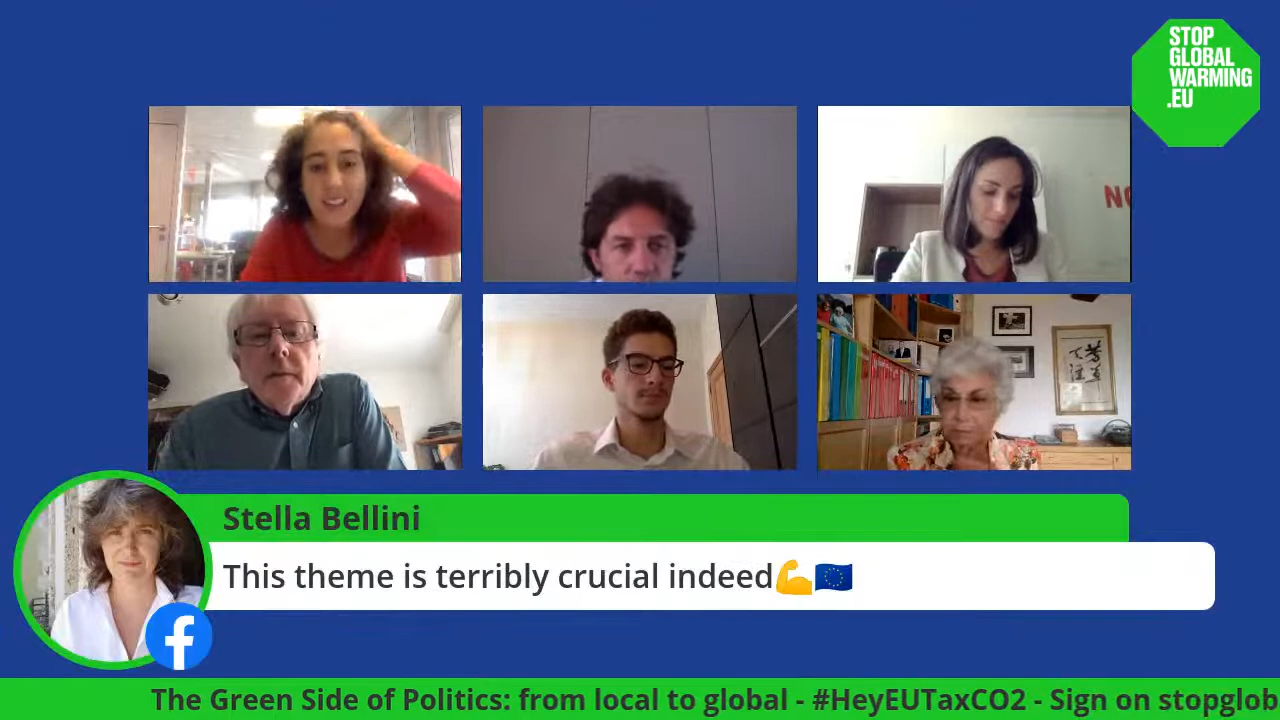 STOP
GLOBAL
WARMING
.EU
NO
Stella Bellini
This theme is terribly crucial indeed💪🇪🇺
The Green Side of Politics: from local to global - #HeyEUTaxCO2 - Sign on stopglob